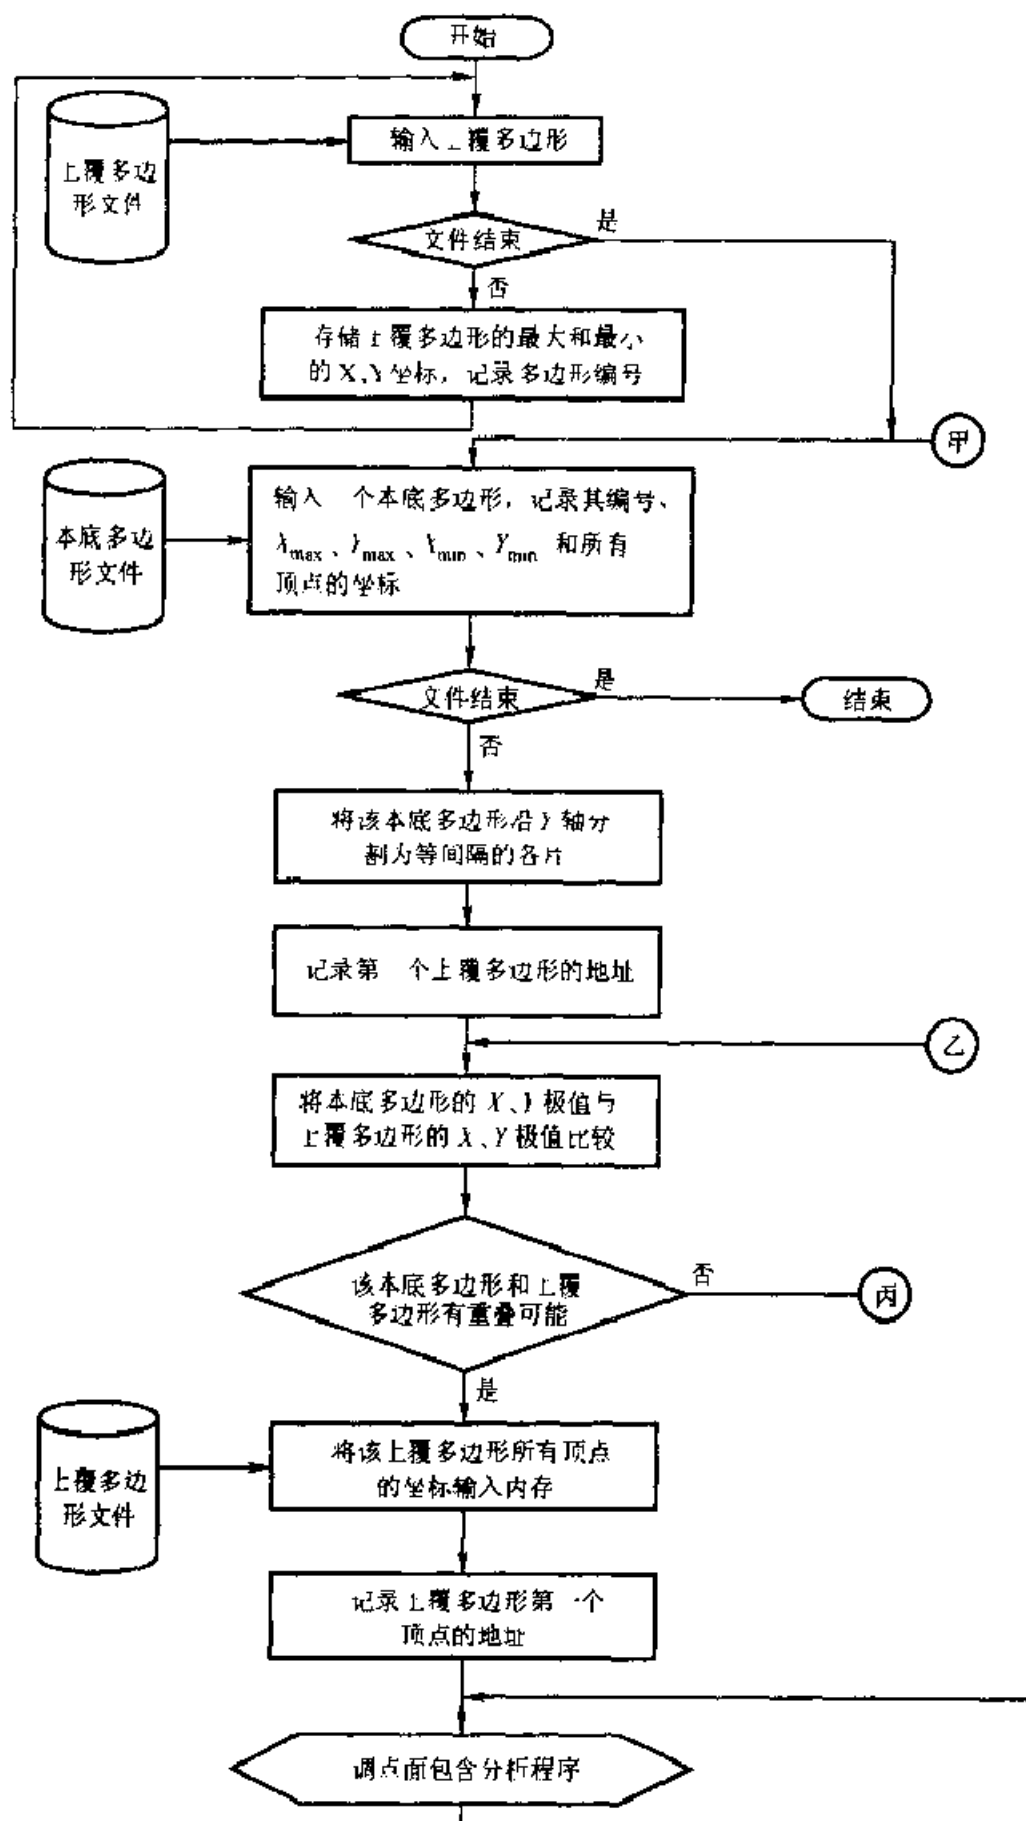 开始
输入上覆多边形
上覆多边
形文件
文件结束
是
否
存储上覆多边形的最大和最小
的 X、Y 坐标，记录多边形编号
甲
输入一个本底多边形，记录其编号、
Xmax、Ymax、Xmin、Ymin 和所有
顶点的坐标
本底多边
形文件
文件结束
是
结束
否
将该本底多边形沿 Y 轴分
割为等间隔的各片
记录第一个上覆多边形的地址
乙
将本底多边形的 X、Y 极值与
上覆多边形的 X、Y 极值比较
该本底多边形和上覆
多边形有重叠可能
否
丙
是
上覆多边
形文件
将该上覆多边形所有顶点
的坐标输入内存
记录上覆多边形第一个
顶点的地址
调点面包含分析程序